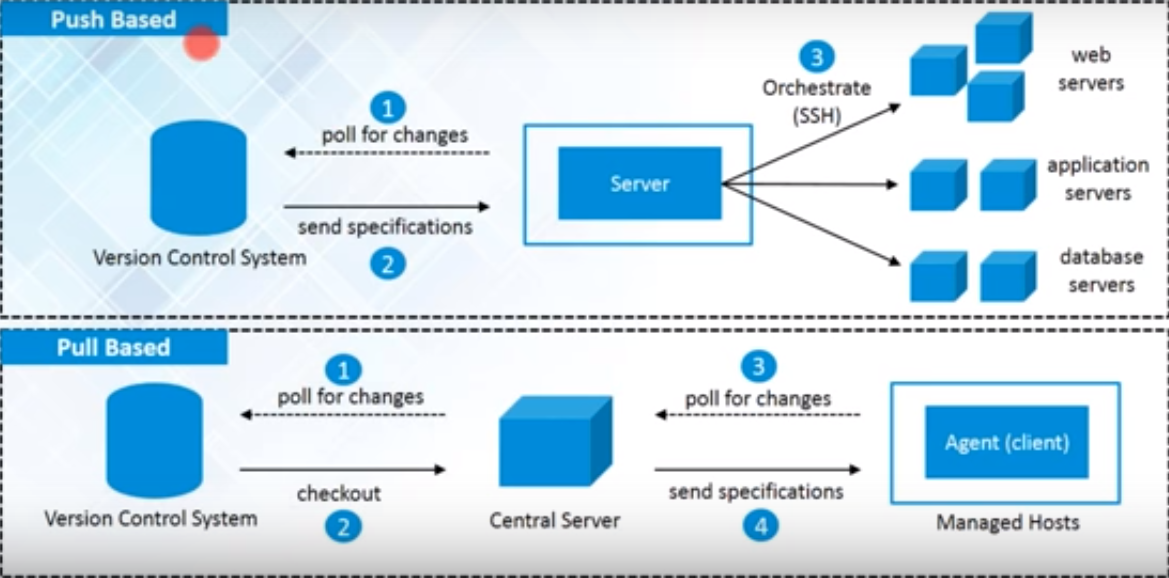 Push Based
1
poll for changes
send specifications
2
Version Control System
Server
3
Orchestrate
(SSH)
web
servers
application
servers
database
servers
Pull Based
1
poll for changes
checkout
2
Version Control System
Central Server
3
poll for changes
send specifications
4
Agent (client)
Managed Hosts